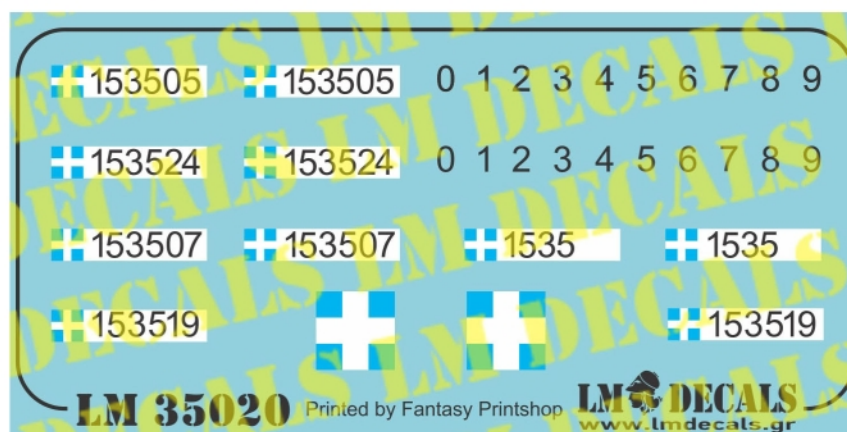 153505 153505 0 1 2 3 4 5 6 7 8 9
153524 153524 0 1 2 3 4 5 6 7 8 9
153507 153507 1535 1535
153519 153519
LM 35020 Printed by Fantasy Printshop LM DECALS
www.lmdecals.gr
LM DECALS LM DECALS LM DECALS